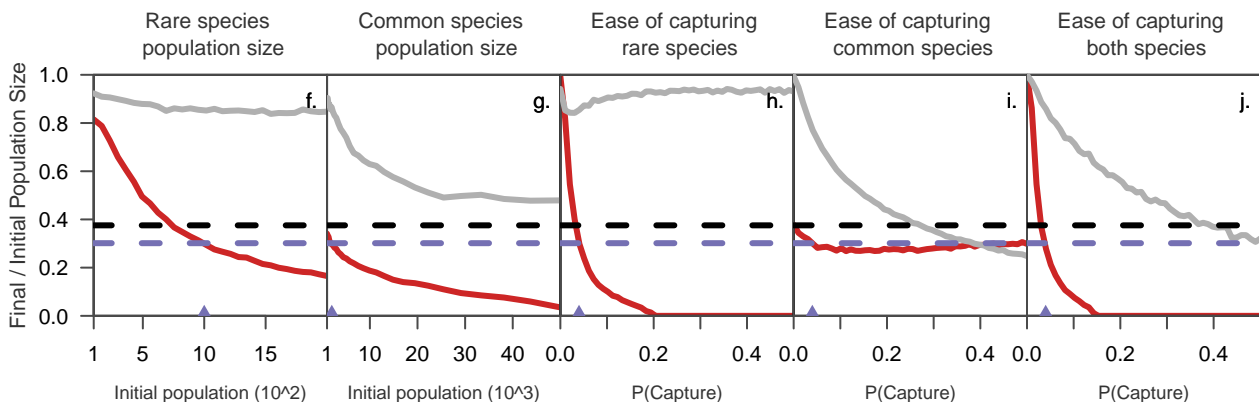 Rare species
population size
Common species
population size
Ease of capturing
rare species
Ease of capturing
common species
Ease of capturing
both species
Final / Initial Population Size
1.0
0.8
0.6
0.4
0.2
0.0
f.
g.
h.
i.
j.
1 5 10 15
1 10 20 30 40
0.0 0.2 0.4
0.0 0.2 0.4
0.0 0.2 0.4
Initial population (10^2)
Initial population (10^3)
P(Capture)
P(Capture)
P(Capture)